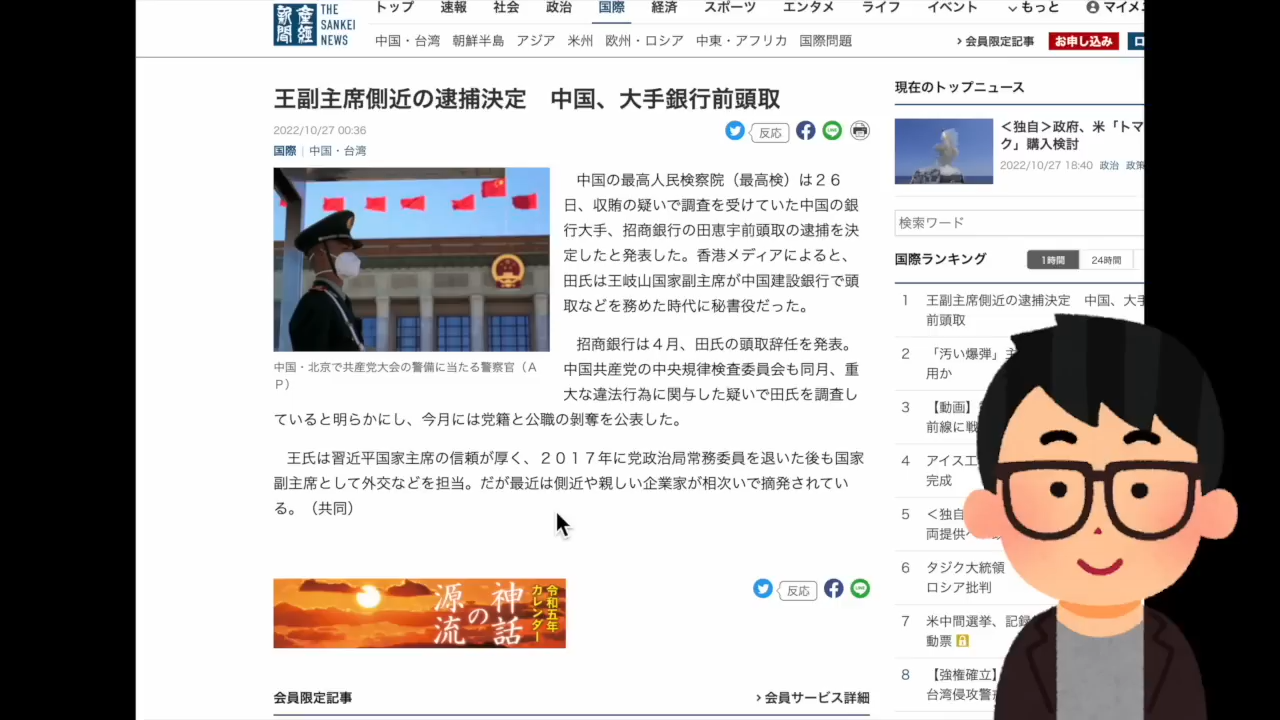 産經新聞
THE SANKEI NEWS
トップ 速報 社会 政治 国際 経済 スポーツ エンタメ ライフ イベント もっと マイメニ
中国・台湾 朝鮮半島 アジア 米州 欧州・ロシア 中東・アフリカ 国際問題
会員限定記事 お申し込み ロ
王副主席側近の逮捕決定 中国、大手銀行前頭取
2022/10/27 00:36
国際 | 中国・台湾
反応
中国の最高人民検察院（最高検）は２６
日、収賄の疑いで調査を受けていた中国の銀
行大手、招商銀行の田恵宇前頭取の逮捕を決
定したと発表した。香港メディアによると、
田氏は王岐山国家副主席が中国建設銀行で頭
取などを務めた時代に秘書役だった。
招商銀行は４月、田氏の頭取辞任を発表。
中国共産党の中央規律検査委員会も同月、重
大な違法行為に関与した疑いで田氏を調査し
ていると明らかにし、今月には党籍と公職の剝奪を公表した。
中国・北京で共産党大会の警備に当たる警察官（Ａ
Ｐ）
王氏は習近平国家主席の信頼が厚く、２０１７年に党政治局常務委員を退いた後も国家
副主席として外交などを担当。だが最近は側近や親しい企業家が相次いで摘発されてい
る。（共同）
令和五年カレンダー
神話の源流
反応
会員限定記事
会員サービス詳細
現在のトップニュース
＜独自＞政府、米「トマ
ク」購入検討
2022/10/27 18:40 政治 政策
検索ワード
国際ランキング 1時間 24時間
1 王副主席側近の逮捕決定 中国、大手
前頭取
2 「汚い爆弾」
用か
3 【動画】
前線に戦
4 アイス工
完成
5 ＜独自
両提供へ
6 タジク大統領
ロシア批判
7 米中間選挙、記録
動票
8 【強権確立】
台湾侵攻警